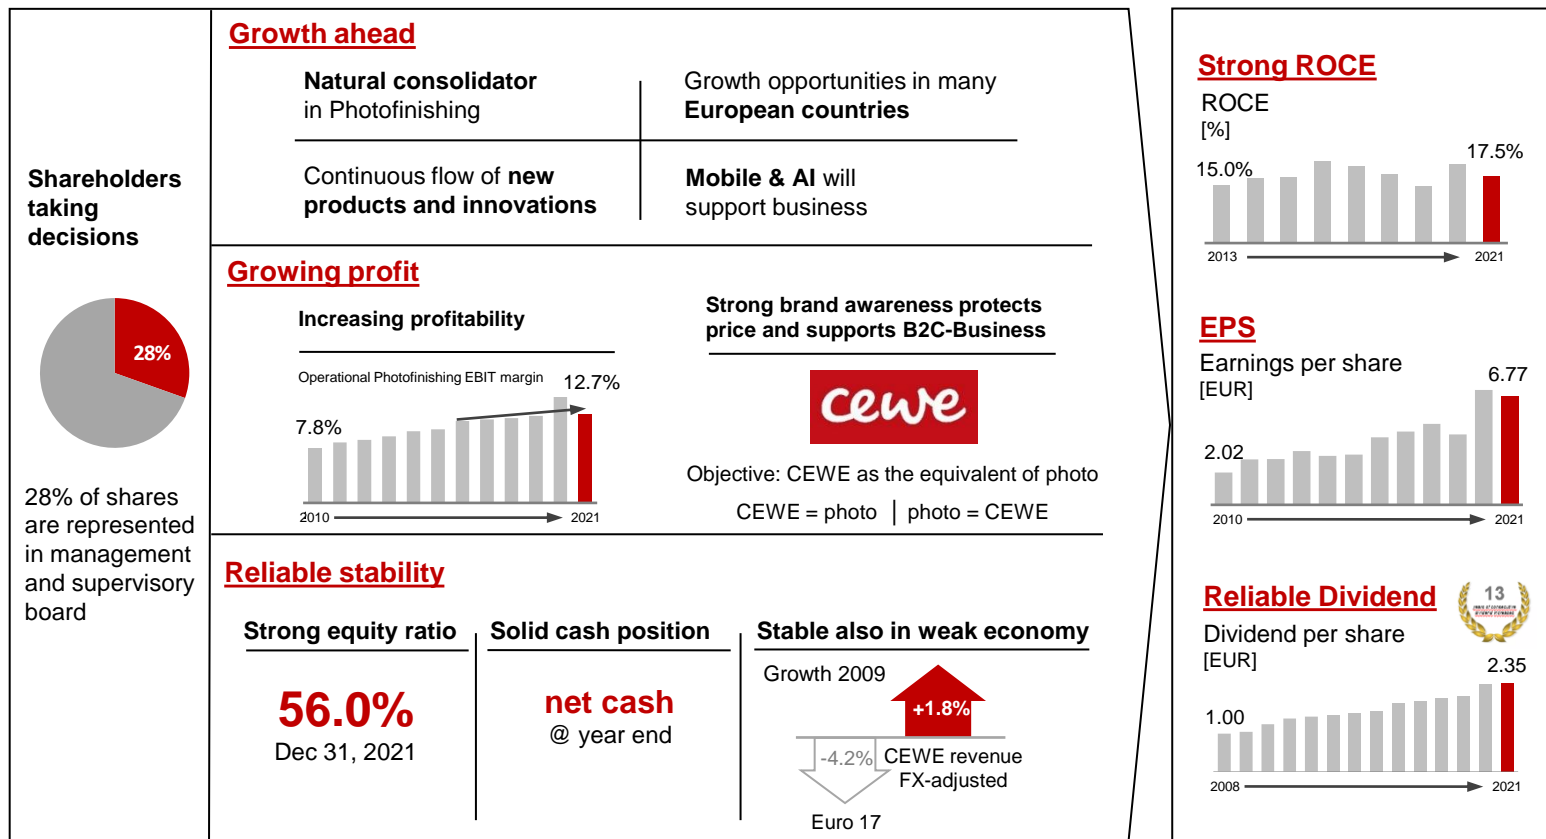 Shareholders
taking
decisions
28%
28% of shares
are represented
in management
and supervisory
board
Growth ahead
Natural consolidator
in Photofinishing
Growth opportunities in many
European countries
Continuous flow of new
products and innovations
Mobile & AI will
support business
Growing profit
Increasing profitability
Operational Photofinishing EBIT margin
7.8%
12.7%
2010
2021
Strong brand awareness protects
price and supports B2C-Business
cewe
Objective: CEWE as the equivalent of photo
CEWE = photo | photo = CEWE
Reliable stability
Strong equity ratio
56.0%
Dec 31, 2021
Solid cash position
net cash
@ year end
Stable also in weak economy
Growth 2009
+1.8%
-4.2%
CEWE revenue
FX-adjusted
Euro 17
Strong ROCE
ROCE
[%]
15.0%
17.5%
2013
2021
EPS
Earnings per share
[EUR]
2.02
6.77
2010
2021
Reliable Dividend
13
years of consecutive
dividend increases
Dividend per share
[EUR]
1.00
2.35
2008
2021